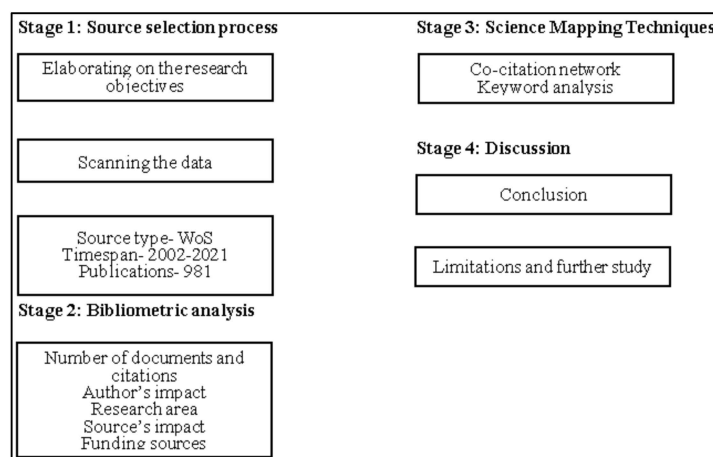 Stage 1: Source selection process
Elaborating on the research
objectives
Scanning the data
Source type- WoS
Timespan- 2002-2021
Publications- 981
Stage 2: Bibliometric analysis
Number of documents and
citations
Author's impact
Research area
Source's impact
Funding sources
Stage 3: Science Mapping Techniques
Co-citation network
Keyword analysis
Stage 4: Discussion
Conclusion
Limitations and further study